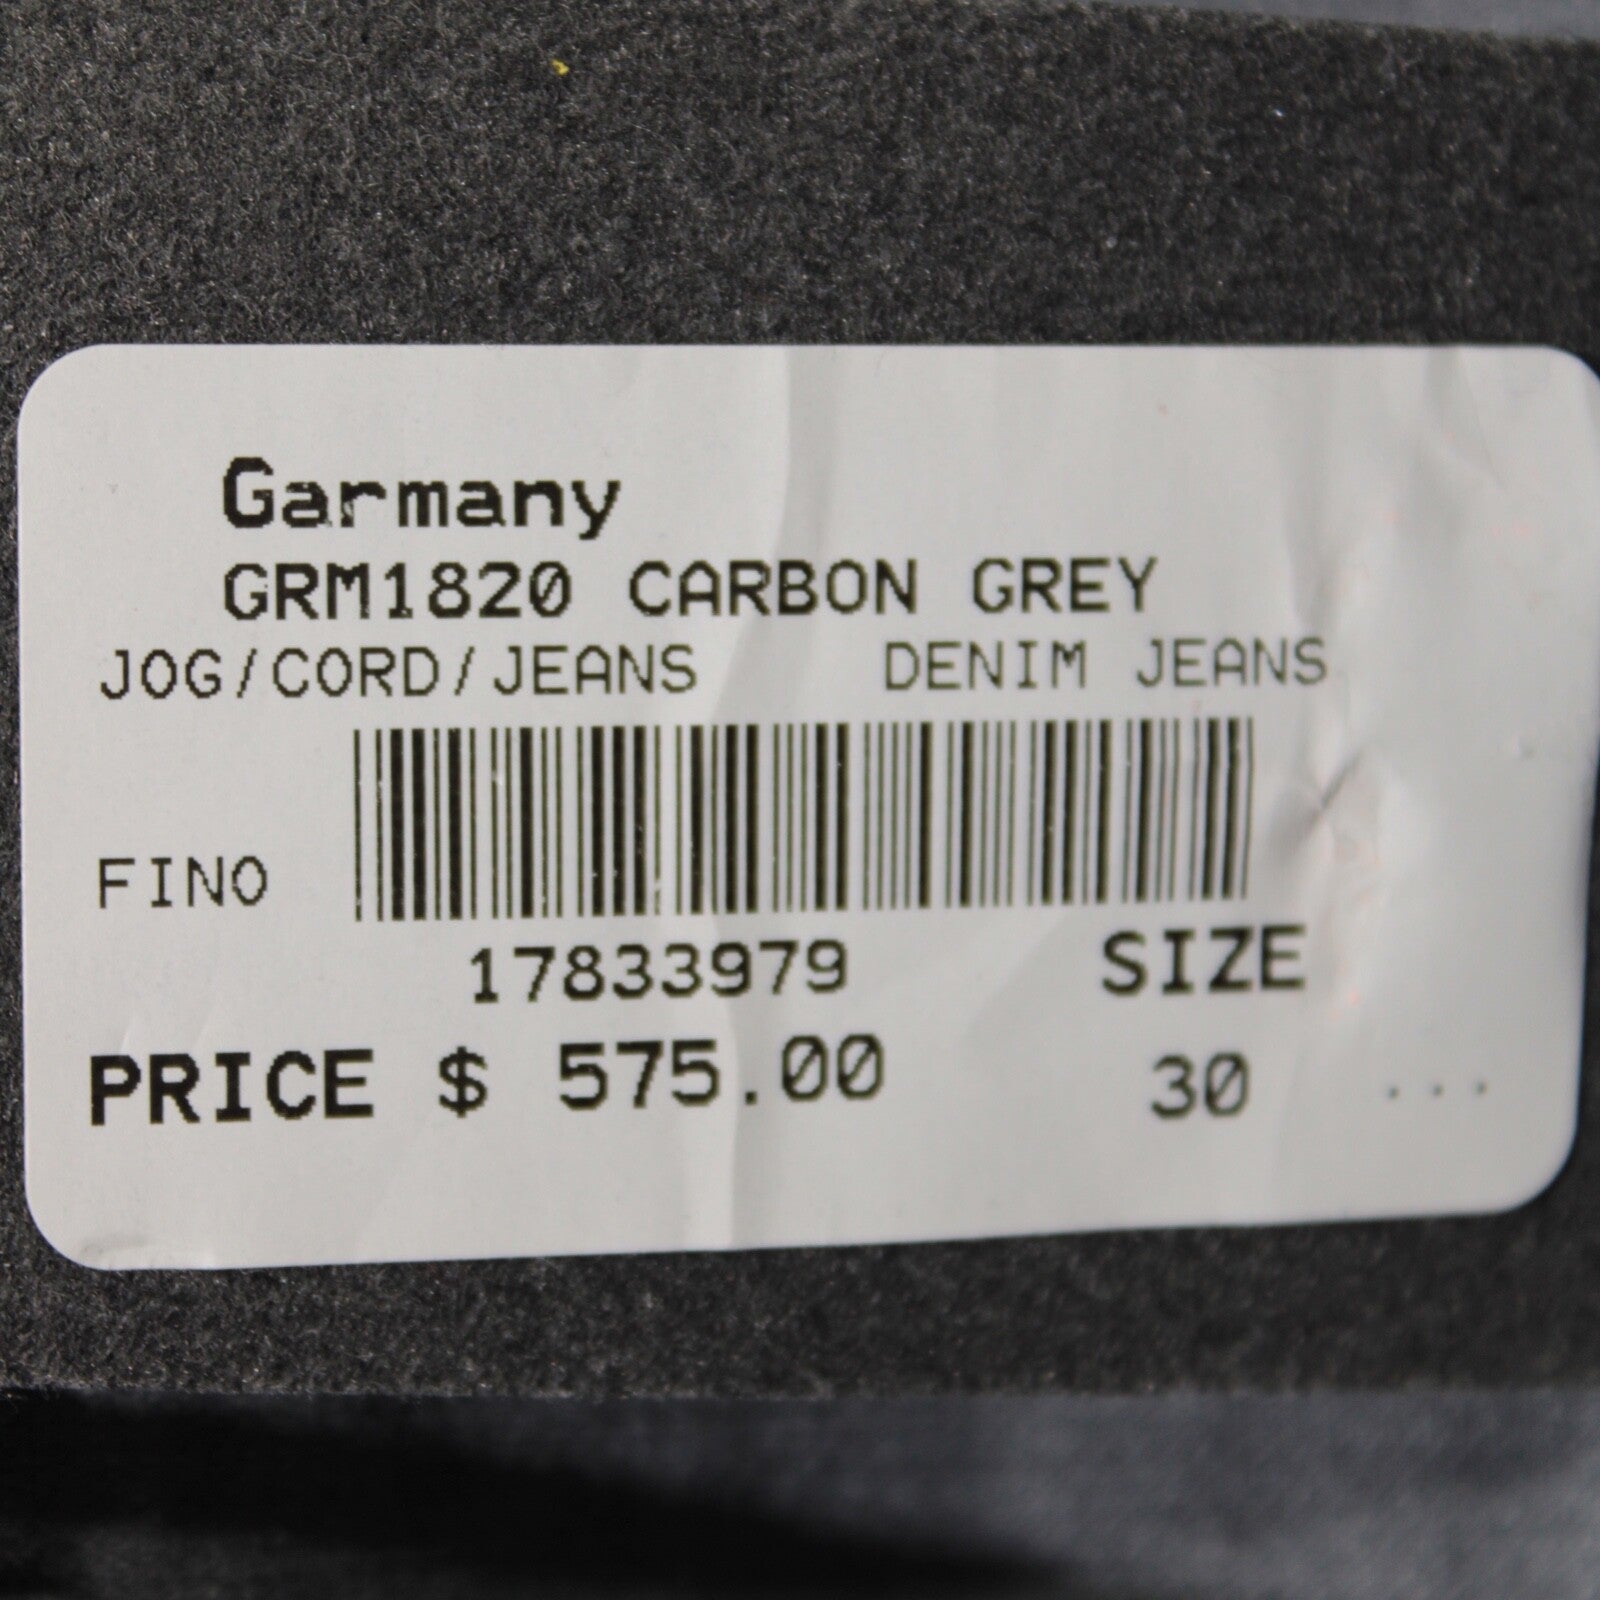 Garmany
GRM1820 CARBON GREY
JOG/CORD/JEANS DENIM JEANS
FINO
17833979 SIZE
PRICE $ 575.00 30 ...